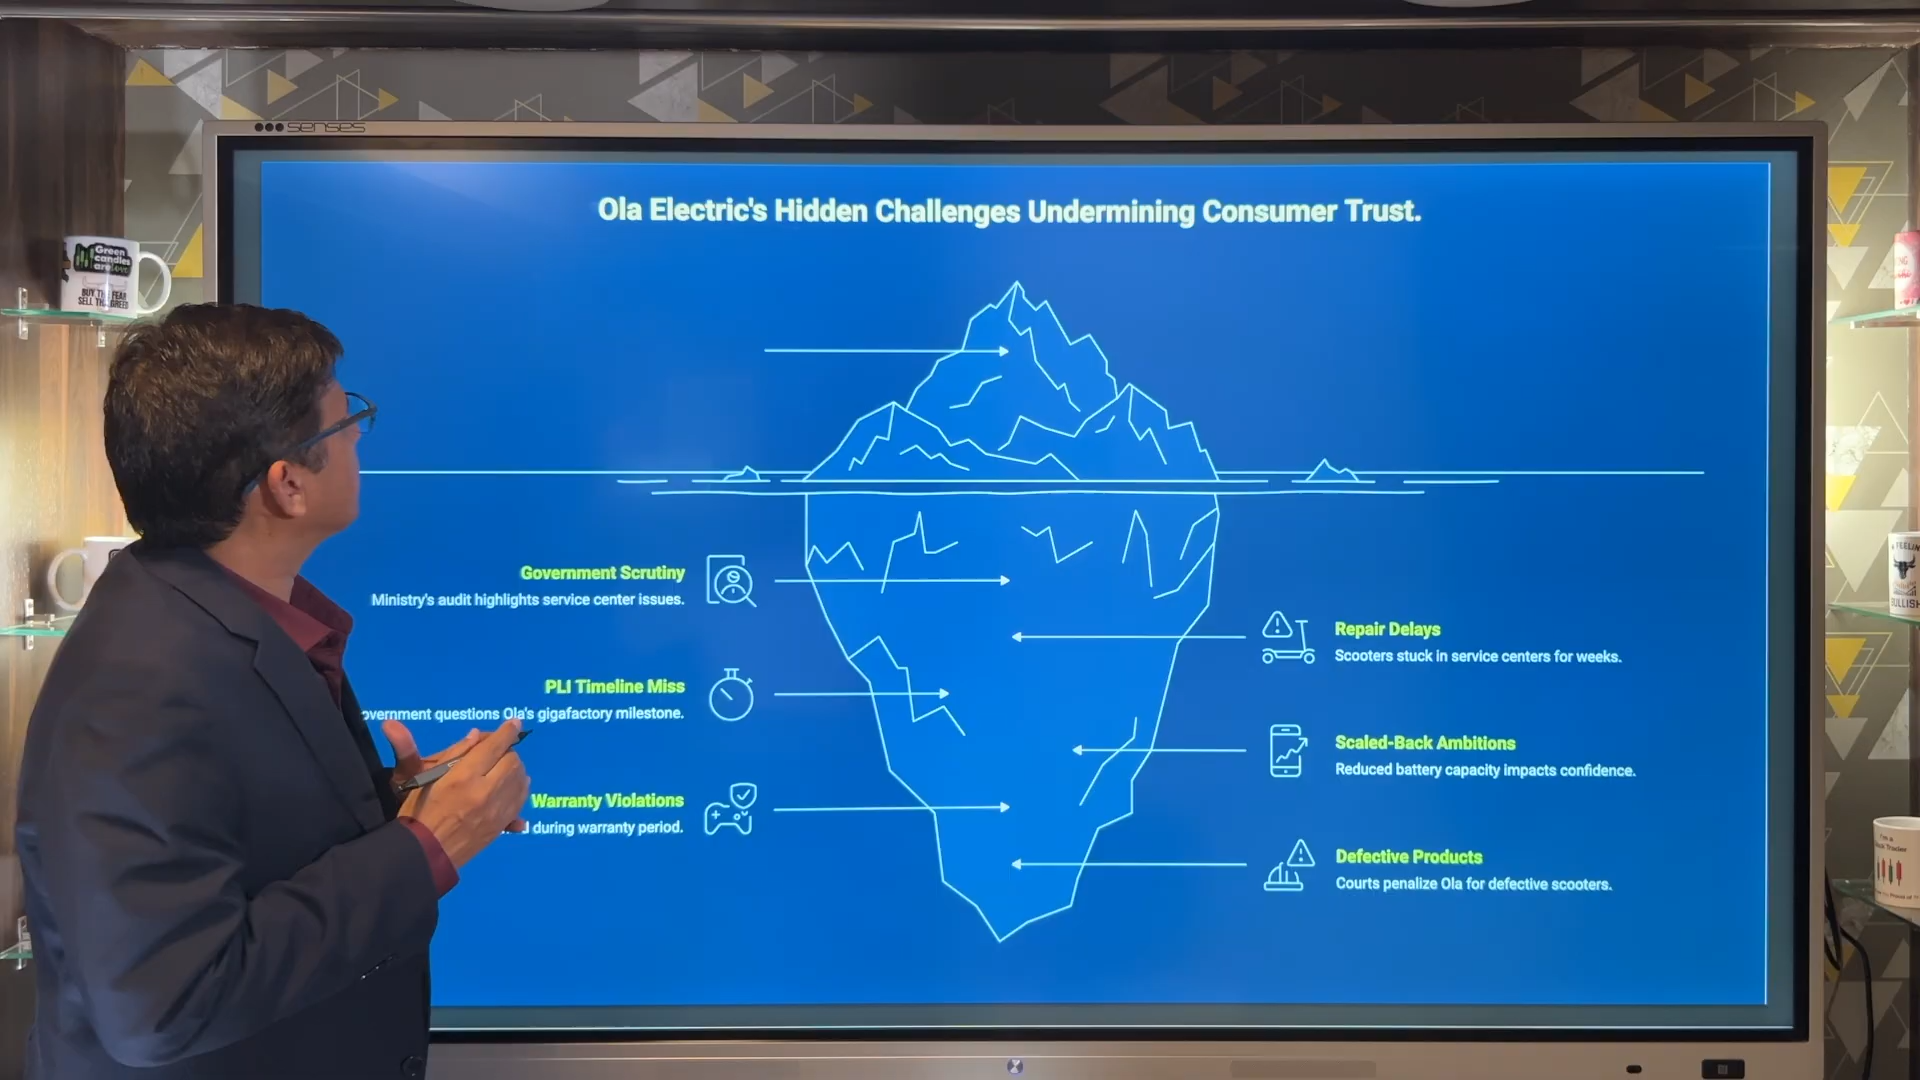 senses
Ola Electric's Hidden Challenges Undermining Consumer Trust.
Government Scrutiny
Ministry's audit highlights service center issues.
PLI Timeline Miss
overnment questions Ola's gigafactory milestone.
Warranty Violations
during warranty period.
Repair Delays
Scooters stuck in service centers for weeks.
Scaled-Back Ambitions
Reduced battery capacity impacts confidence.
Defective Products
Courts penalize Ola for defective scooters.
Green
candles
are love
BUY THE FEAR
SELL THE GREED
BULLISH